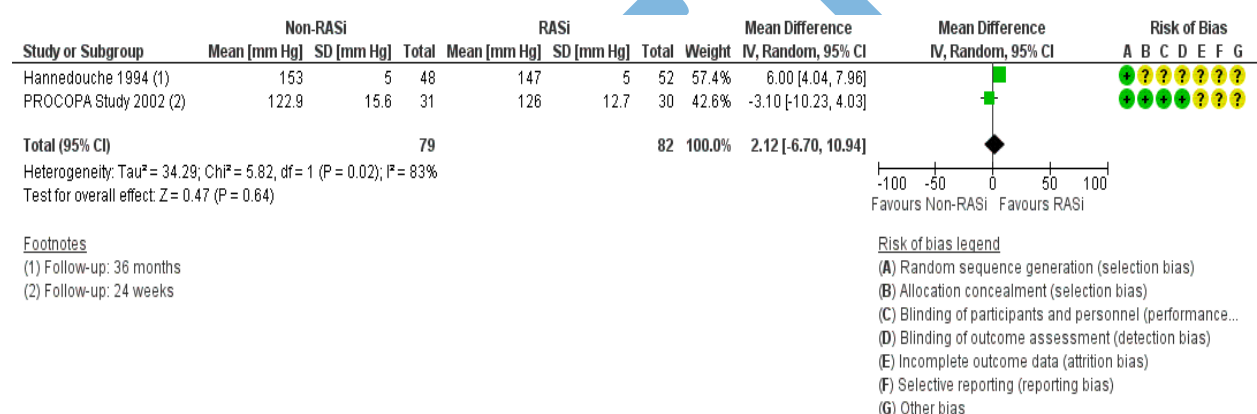 Non-RASi RASi Mean Difference Mean Difference Risk of Bias
Study or Subgroup Mean [mm Hg] SD [mm Hg] Total Mean [mm Hg] SD [mm Hg] Total Weight IV, Random, 95% CI IV, Random, 95% CI A B C D E F G
Hannedouche 1994 (1) 153 5 48 147 5 52 57.4% 6.00 [4.04, 7.96] + ? ? ? ? ? ?
PROCOPA Study 2002 (2) 122.9 15.6 31 126 12.7 30 42.6% -3.10 [-10.23, 4.03] + + + + ? ? ?
Total (95% CI) 79 82 100.0% 2.12 [-6.70, 10.94]
Heterogeneity: Tau² = 34.29; Chi² = 5.82, df = 1 (P = 0.02); I² = 83%
Test for overall effect: Z = 0.47 (P = 0.64)
-100 -50 0 50 100
Favours Non-RASi Favours RASi
Footnotes
(1) Follow-up: 36 months
(2) Follow-up: 24 weeks
Risk of bias legend
(A) Random sequence generation (selection bias)
(B) Allocation concealment (selection bias)
(C) Blinding of participants and personnel (performance...
(D) Blinding of outcome assessment (detection bias)
(E) Incomplete outcome data (attrition bias)
(F) Selective reporting (reporting bias)
(G) Other bias